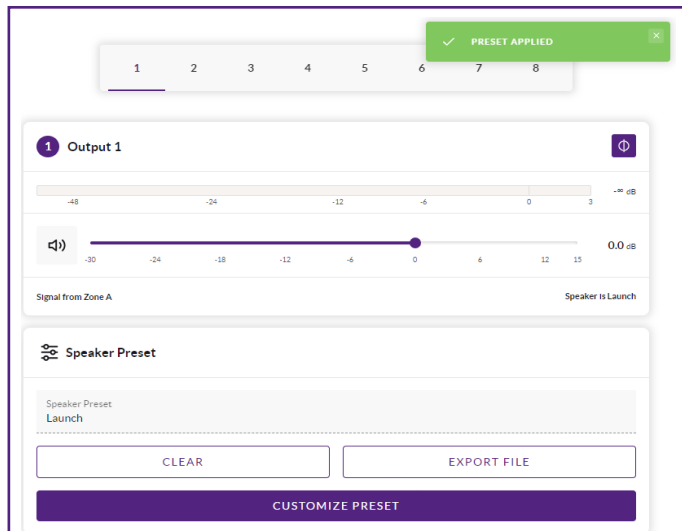 PRESET APPLIED
1 2 3 4 5 6 7 8
1 Output 1
-∞ dB
-48 -24 -12 -6 0 3
0.0 dB
-30 -24 -18 -12 -6 0 6 12 15
Signal from Zone A Speaker is Launch
Speaker Preset
Speaker Preset
Launch
CLEAR EXPORT FILE
CUSTOMIZE PRESET